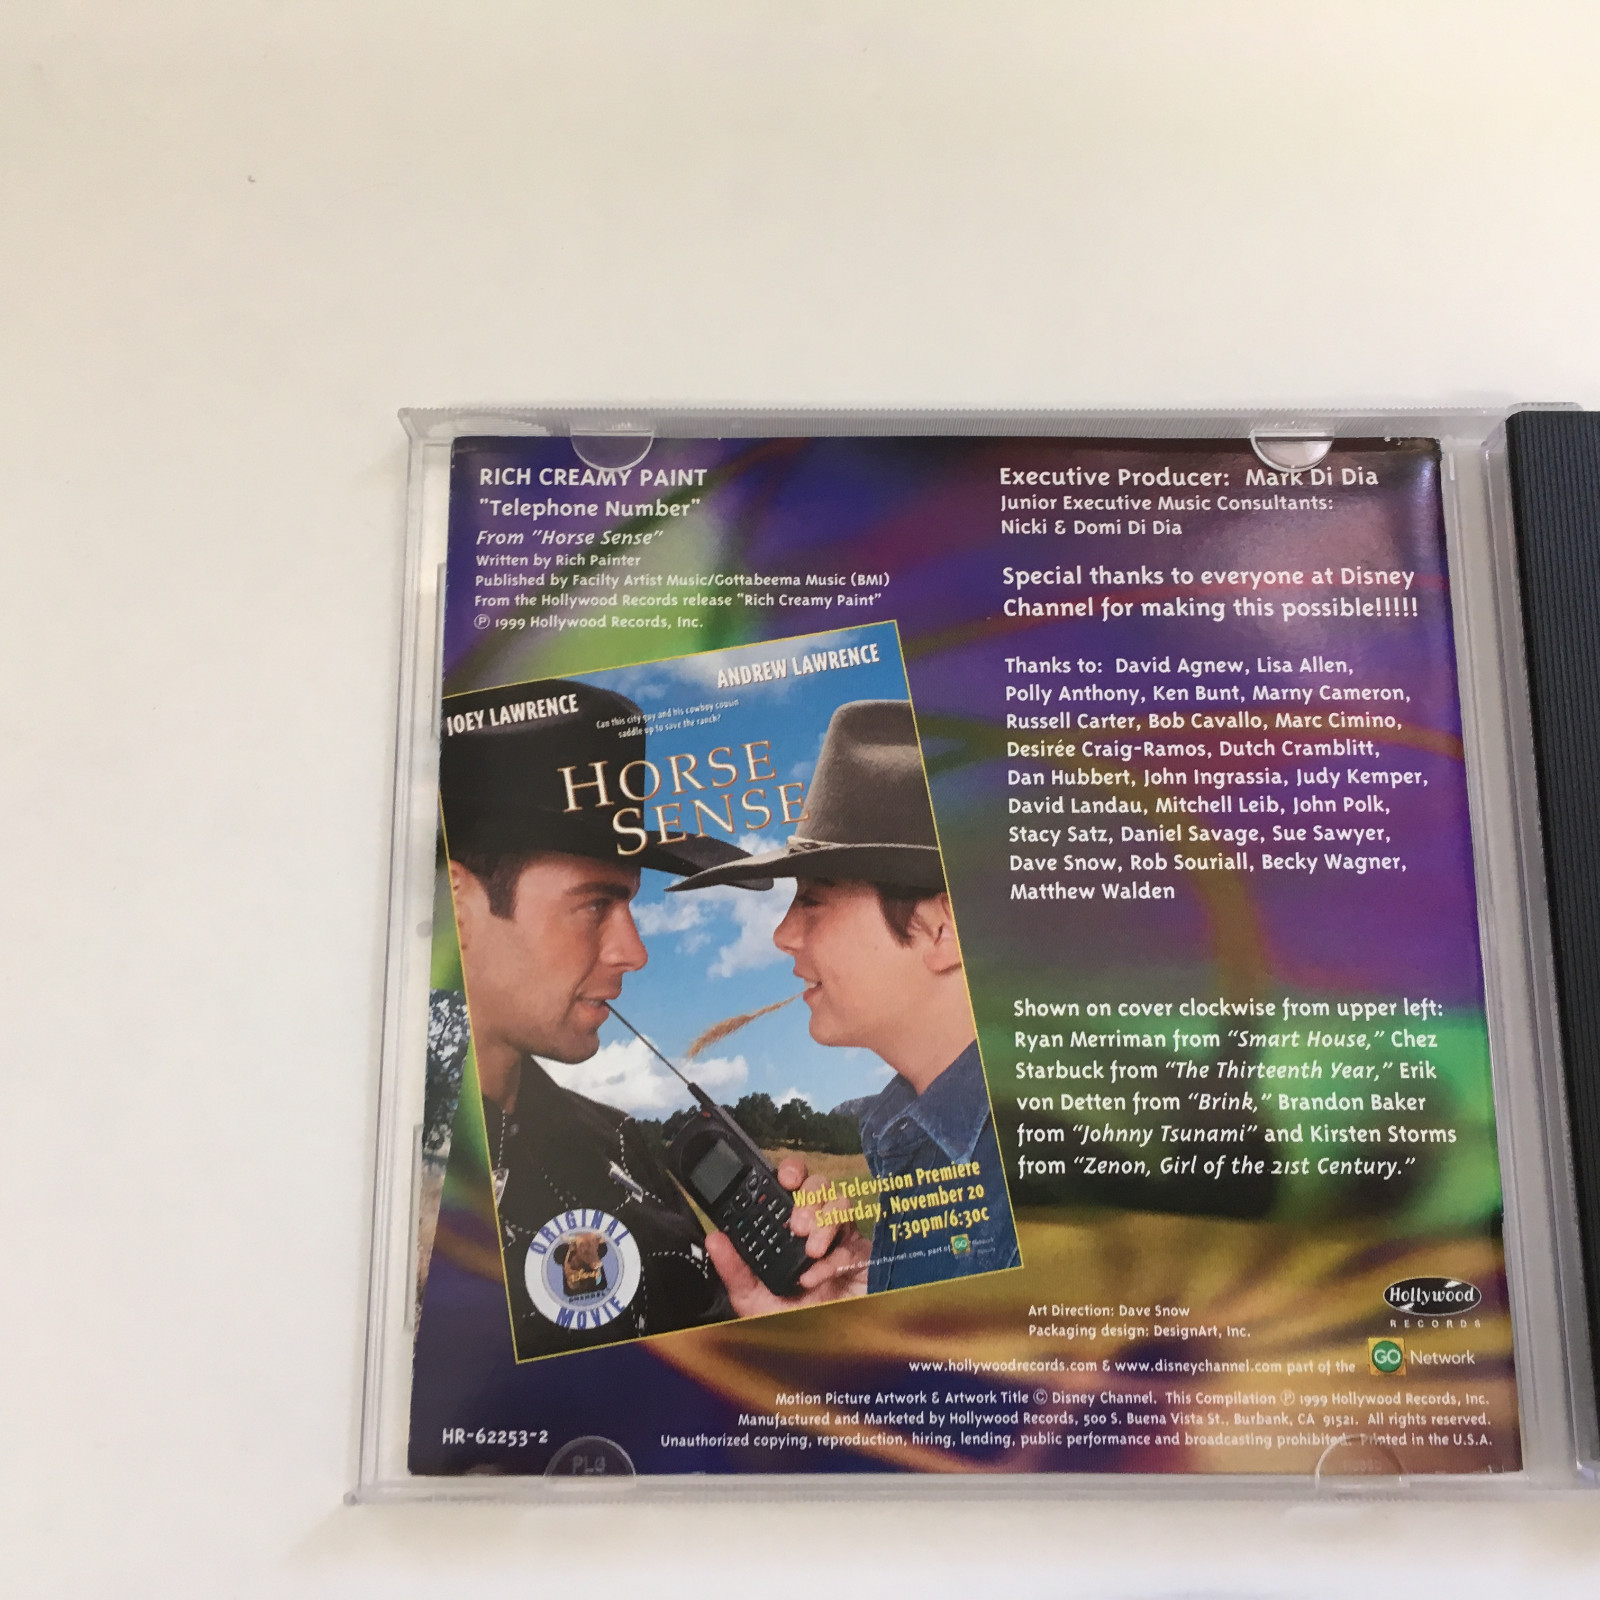 RICH CREAMY PAINT
"Telephone Number"
From "Horse Sense"
Written by Rich Painter
Published by Facilty Artist Music/Gottabeema Music (BMI)
From the Hollywood Records release "Rich Creamy Paint"
Ⓟ 1999 Hollywood Records, Inc.
JOEY LAWRENCE
ANDREW LAWRENCE
Can this city guy and his cowboy cousin
saddle up to save the ranch?
HORSE
SENSE
World Television Premiere
Saturday, November 20
7:30pm/6:30c
www.disneychannel.com, part of GO Network
ORIGINAL
Disney
CHANNEL
MOVIE
HR-62253-2
Executive Producer: Mark Di Dia
Junior Executive Music Consultants:
Nicki & Domi Di Dia
Special thanks to everyone at Disney
Channel for making this possible!!!!!
Thanks to: David Agnew, Lisa Allen,
Polly Anthony, Ken Bunt, Marny Cameron,
Russell Carter, Bob Cavallo, Marc Cimino,
Desirée Craig-Ramos, Dutch Cramblitt,
Dan Hubbert, John Ingrassia, Judy Kemper,
David Landau, Mitchell Leib, John Polk,
Stacy Satz, Daniel Savage, Sue Sawyer,
Dave Snow, Rob Souriall, Becky Wagner,
Matthew Walden
Shown on cover clockwise from upper left:
Ryan Merriman from "Smart House," Chez
Starbuck from "The Thirteenth Year," Erik
von Detten from "Brink," Brandon Baker
from "Johnny Tsunami" and Kirsten Storms
from "Zenon, Girl of the 21st Century."
Art Direction: Dave Snow
Packaging design: DesignArt, Inc.
Hollywood
RECORDS
www.hollywoodrecords.com & www.disneychannel.com part of the GO Network
Motion Picture Artwork & Artwork Title © Disney Channel. This Compilation Ⓟ 1999 Hollywood Records, Inc.
Manufactured and Marketed by Hollywood Records, 500 S. Buena Vista St., Burbank, CA 91521. All rights reserved.
Unauthorized copying, reproduction, hiring, lending, public performance and broadcasting prohibited. Printed in the U.S.A.